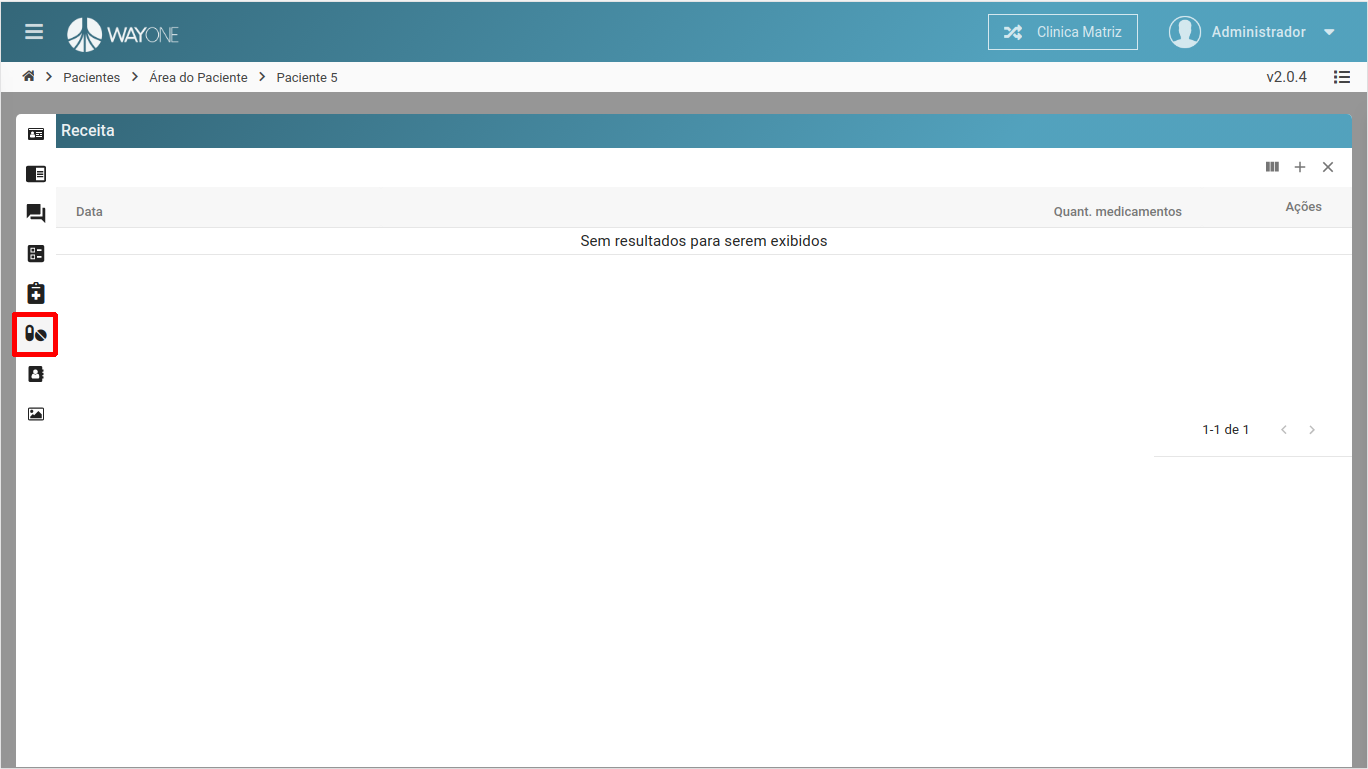 WAYONE
Clinica Matriz
Administrador
Pacientes
Área do Paciente
Paciente 5
v2.0.4
Receita
Data
Quant. medicamentos
Ações
Sem resultados para serem exibidos
1-1 de 1